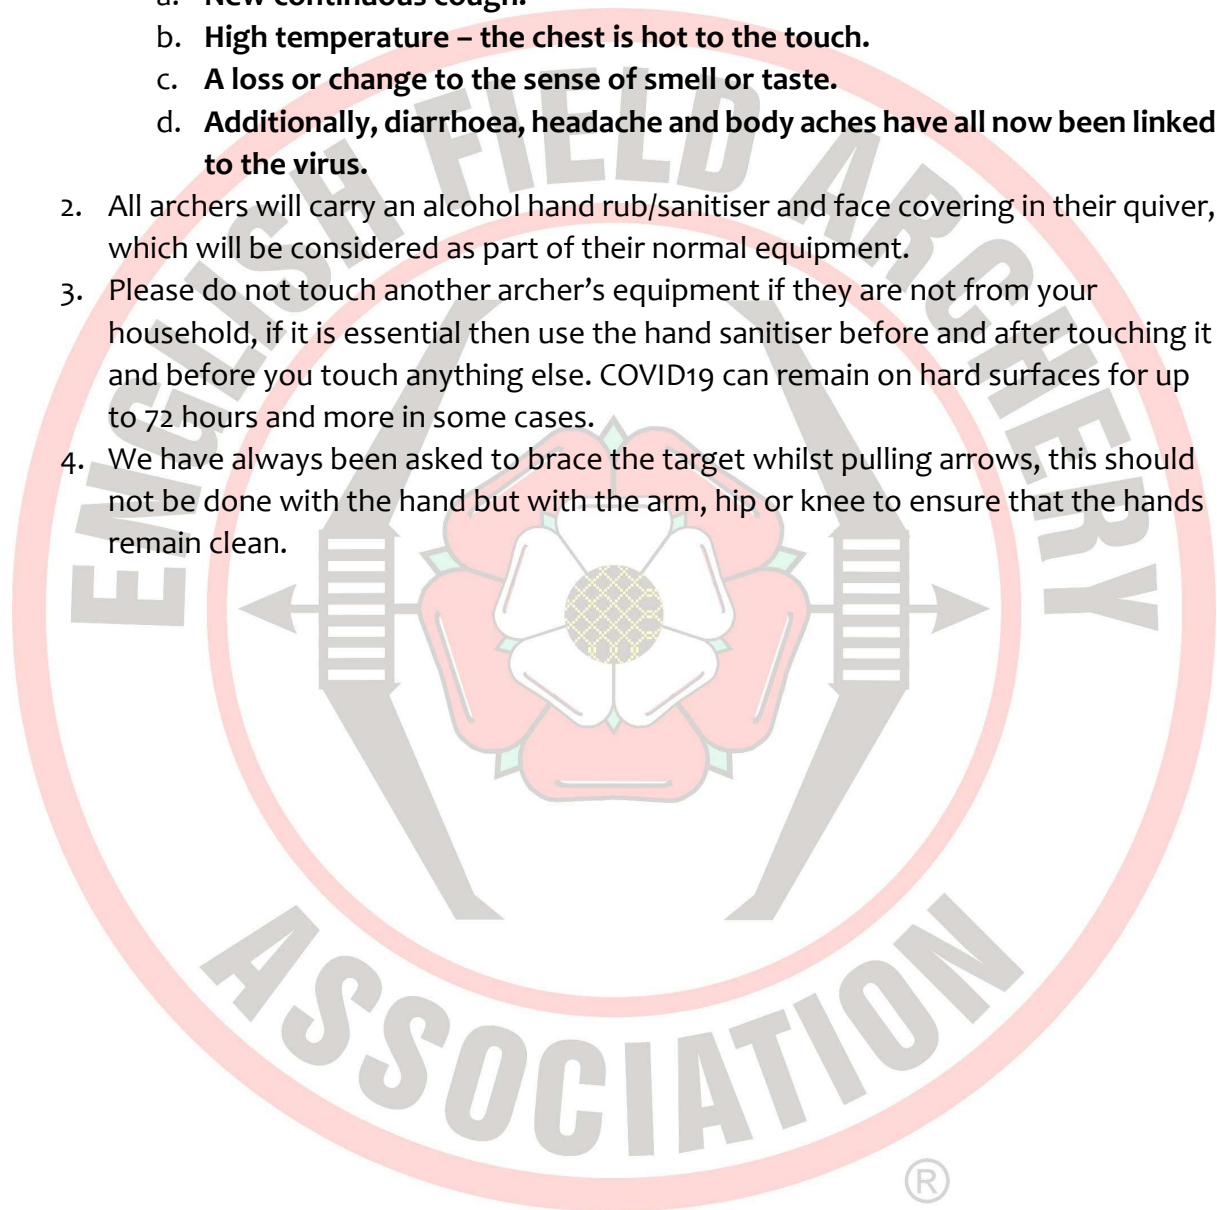 a. New continuous cough.
b. High temperature – the chest is hot to the touch.
c. A loss or change to the sense of smell or taste.
d. Additionally, diarrhoea, headache and body aches have all now been linked
to the virus.
2. All archers will carry an alcohol hand rub/sanitiser and face covering in their quiver,
which will be considered as part of their normal equipment.
3. Please do not touch another archer’s equipment if they are not from your
household, if it is essential then use the hand sanitiser before and after touching it
and before you touch anything else. COVID19 can remain on hard surfaces for up
to 72 hours and more in some cases.
4. We have always been asked to brace the target whilst pulling arrows, this should
not be done with the hand but with the arm, hip or knee to ensure that the hands
remain clean.
ENGLISH FIELD ARCHERY
ASSOCIATION
®